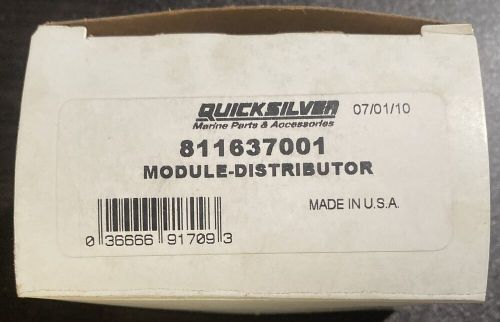 QUICKSILVER 07/01/10
Marine Parts & Accessories
811637001
MODULE-DISTRIBUTOR
MADE IN U.S.A.
0 36666 91709 3